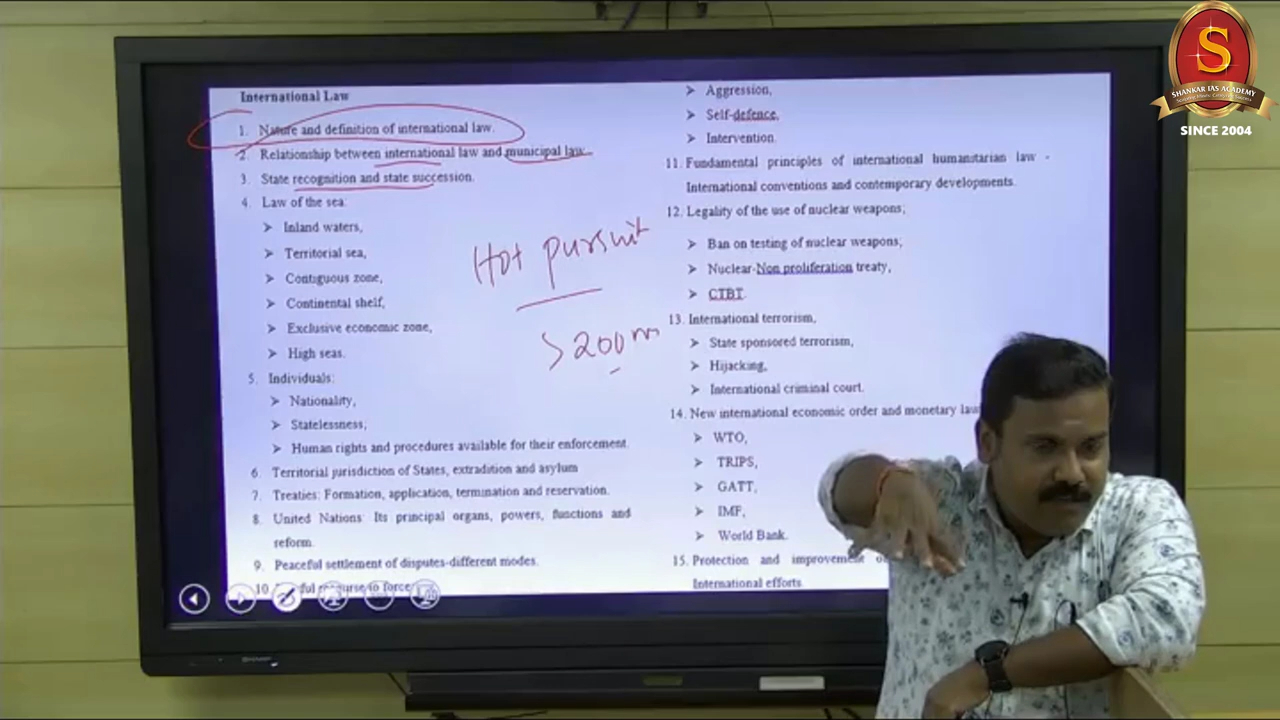 International Law
1. Nature and definition of international law.
2. Relationship between international law and municipal law.
3. State recognition and state succession.
4. Law of the sea:
➤ Inland waters,
➤ Territorial sea,
➤ Contiguous zone,
➤ Continental shelf,
➤ Exclusive economic zone,
➤ High seas.
5. Individuals:
➤ Nationality,
➤ Statelessness,
➤ Human rights and procedures available for their enforcement.
6. Territorial jurisdiction of States, extradition and asylum
7. Treaties: Formation, application, termination and reservation.
8. United Nations: Its principal organs, powers, functions and
reform.
9. Peaceful settlement of disputes-different modes.
10. recourse to force
Hot pursuit
200 m
➤ Aggression,
➤ Self-defence,
➤ Intervention.
11. Fundamental principles of international humanitarian law -
International conventions and contemporary developments.
12. Legality of the use of nuclear weapons;
➤ Ban on testing of nuclear weapons;
➤ Nuclear-Non proliferation treaty,
➤ CTBT.
13. International terrorism,
➤ State sponsored terrorism,
➤ Hijacking,
➤ International criminal court.
14. New international economic order and monetary law
➤ WTO,
➤ TRIPS,
➤ GATT,
➤ IMF,
➤ World Bank.
15. Protection and improvement
International efforts.
SHARP
S
SHANKAR IAS ACADEMY
SINCE 2004